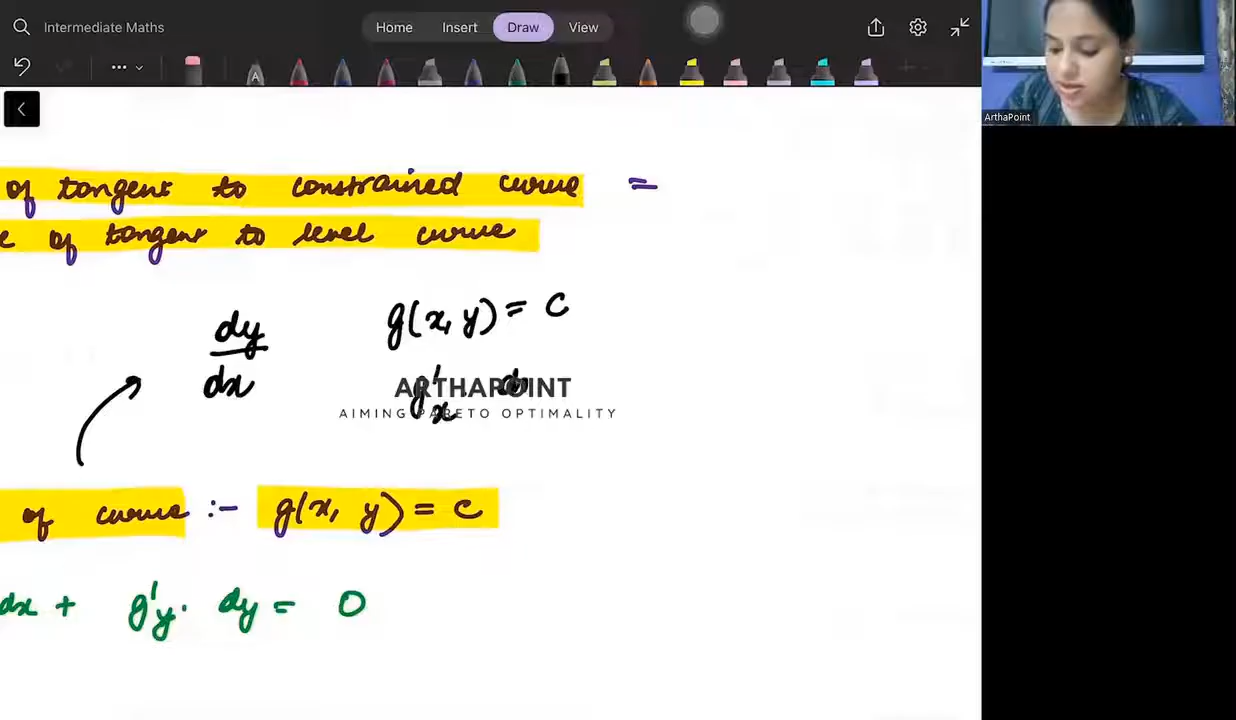 Intermediate Maths
Home Insert Draw View
A
ArthaPoint
of tangent to constrained curve =
of tangent to level curve
dy
dx
g(x, y) = c
g'x d
ARTHAPOINT
AIMING PARETO OPTIMALITY
of curve :- g(x, y) = c
dx + g'y. dy = 0